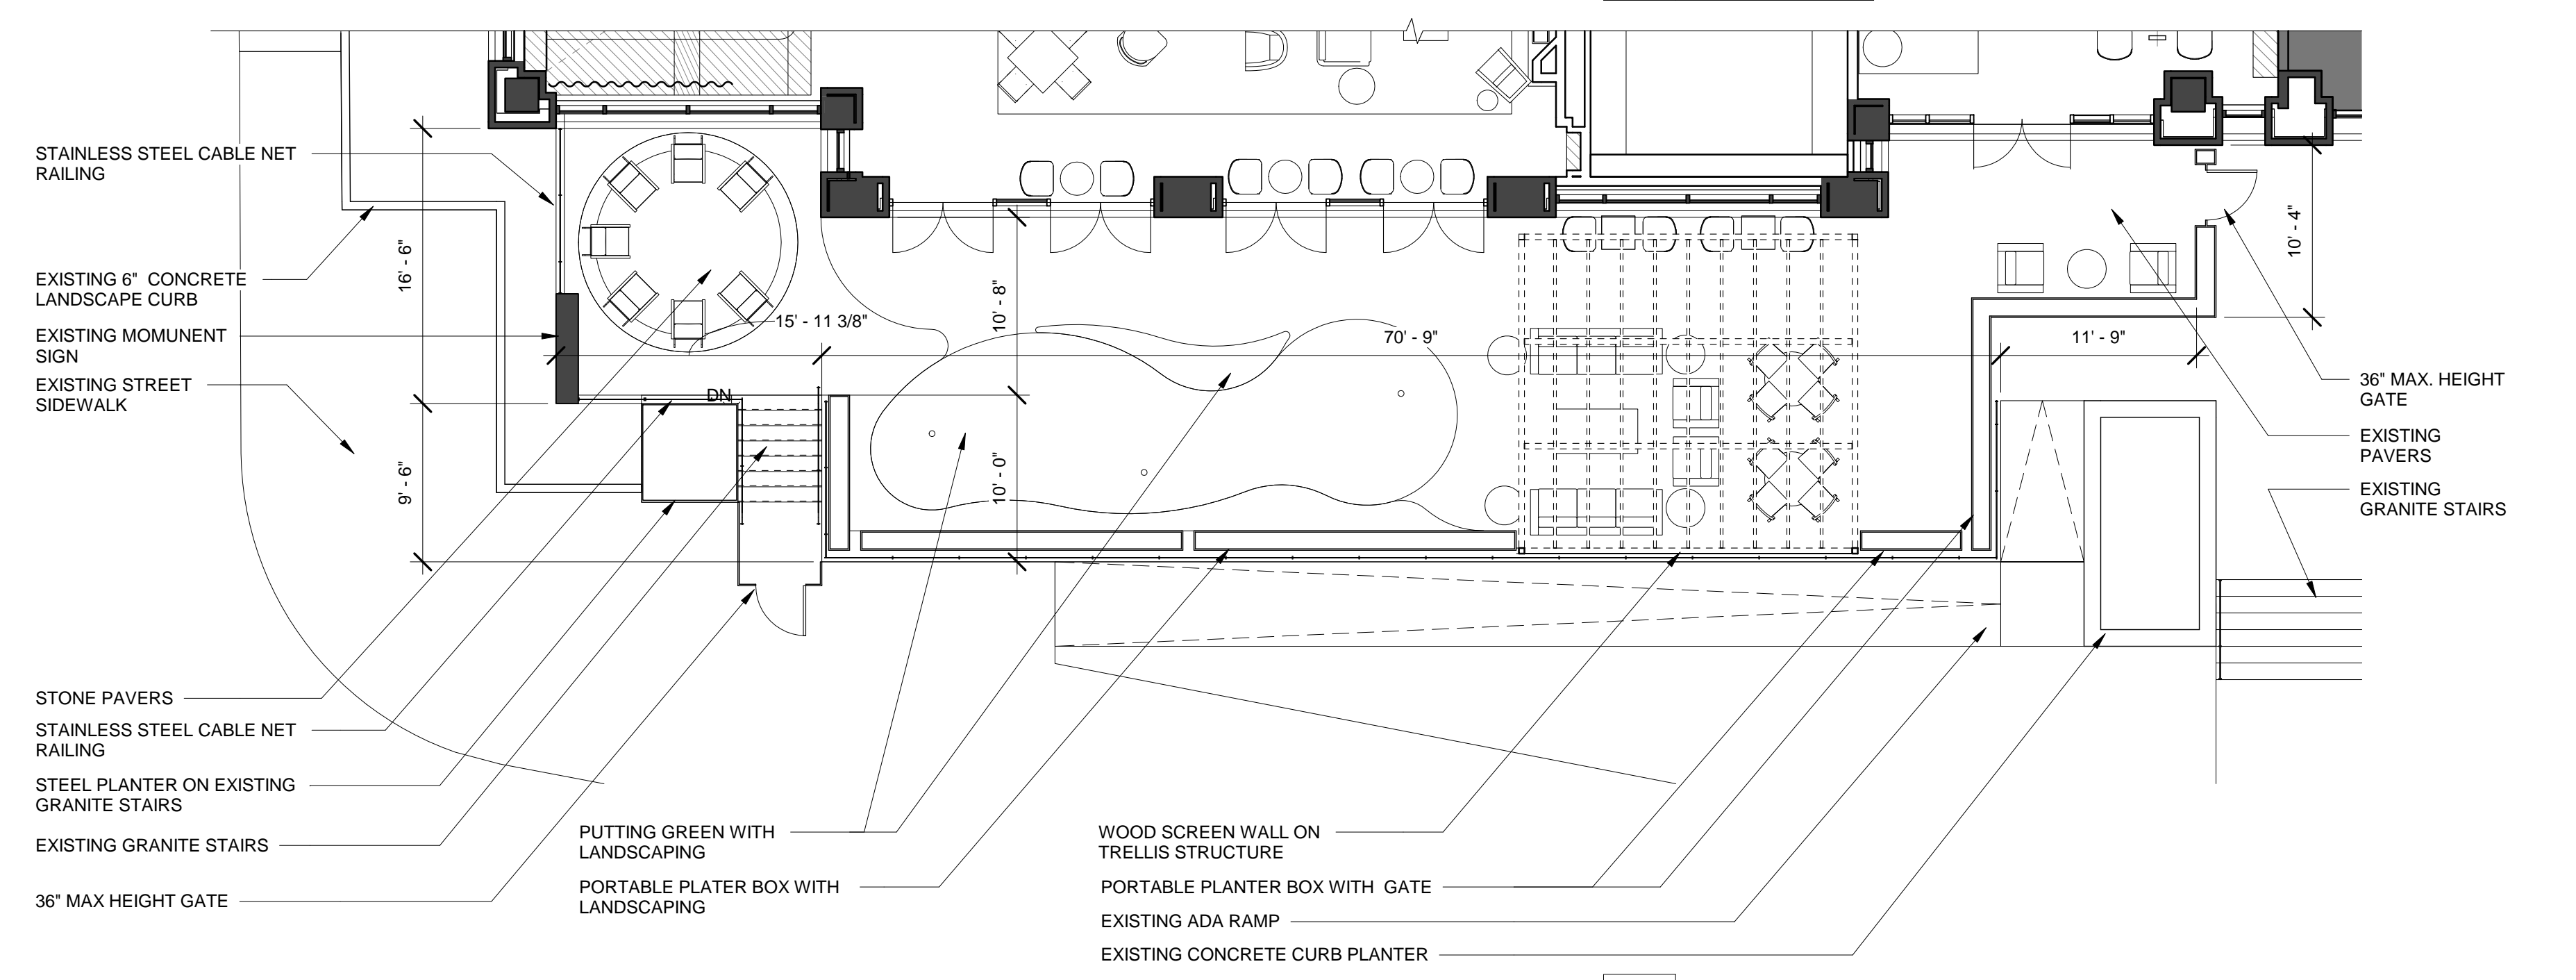 STAINLESS STEEL CABLE NET
RAILING
EXISTING 6" CONCRETE
LANDSCAPE CURB
EXISTING MOMUNENT
SIGN
EXISTING STREET
SIDEWALK
16' - 6"
9' - 6"
15' - 11 3/8"
DN
10' - 8"
10' - 0"
70' - 9"
11' - 9"
10' - 4"
36" MAX. HEIGHT
GATE
EXISTING
PAVERS
EXISTING
GRANITE STAIRS
STONE PAVERS
STAINLESS STEEL CABLE NET
RAILING
STEEL PLANTER ON EXISTING
GRANITE STAIRS
EXISTING GRANITE STAIRS
36" MAX HEIGHT GATE
PUTTING GREEN WITH
LANDSCAPING
PORTABLE PLATER BOX WITH
LANDSCAPING
WOOD SCREEN WALL ON
TRELLIS STRUCTURE
PORTABLE PLANTER BOX WITH GATE
EXISTING ADA RAMP
EXISTING CONCRETE CURB PLANTER